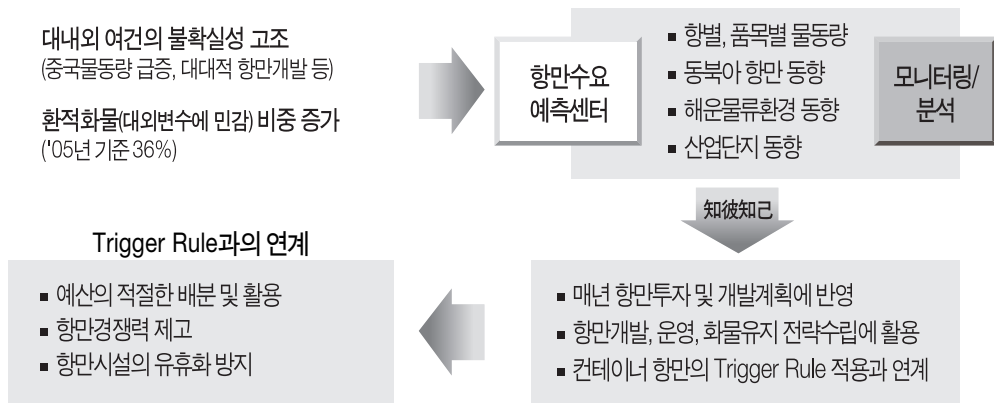 대내외 여건의 불확실성 고조
(중국물동량 급증, 대대적 항만개발 등)
환적화물(대외변수에 민감) 비중 증가
('05년 기준 36%)
항만수요
예측센터
▪ 항별, 품목별 물동량
▪ 동북아 항만 동향
▪ 해운물류환경 동향
▪ 산업단지 동향
모니터링/
분석
知彼知己
▪ 매년 항만투자 및 개발계획에 반영
▪ 항만개발, 운영, 화물유지 전략수립에 활용
▪ 컨테이너 항만의 Trigger Rule 적용과 연계
Trigger Rule과의 연계
▪ 예산의 적절한 배분 및 활용
▪ 항만경쟁력 제고
▪ 항만시설의 유휴화 방지